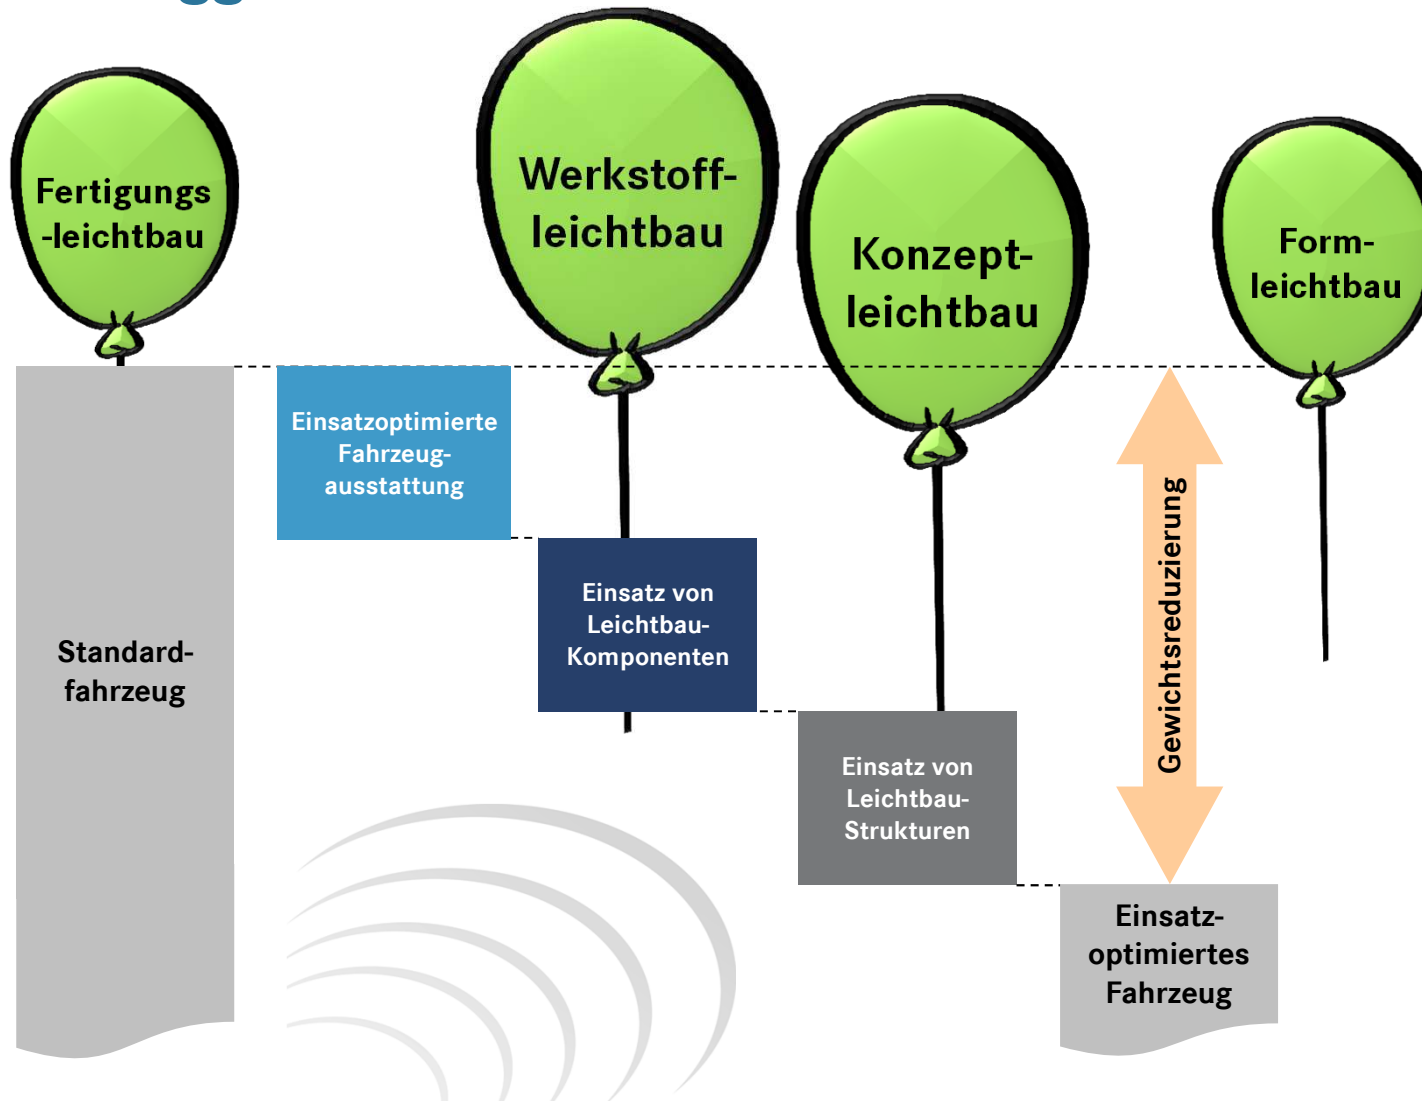 Fertigungs
-leichtbau
Werkstoff-
leichtbau
Konzept-
leichtbau
Form-
leichtbau
Einsatzoptimierte
Fahrzeug-
ausstattung
Einsatz von
Leichtbau-
Komponenten
Einsatz von
Leichtbau-
Strukturen
Gewichtsreduzierung
Standard-
fahrzeug
Einsatz-
optimiertes
Fahrzeug